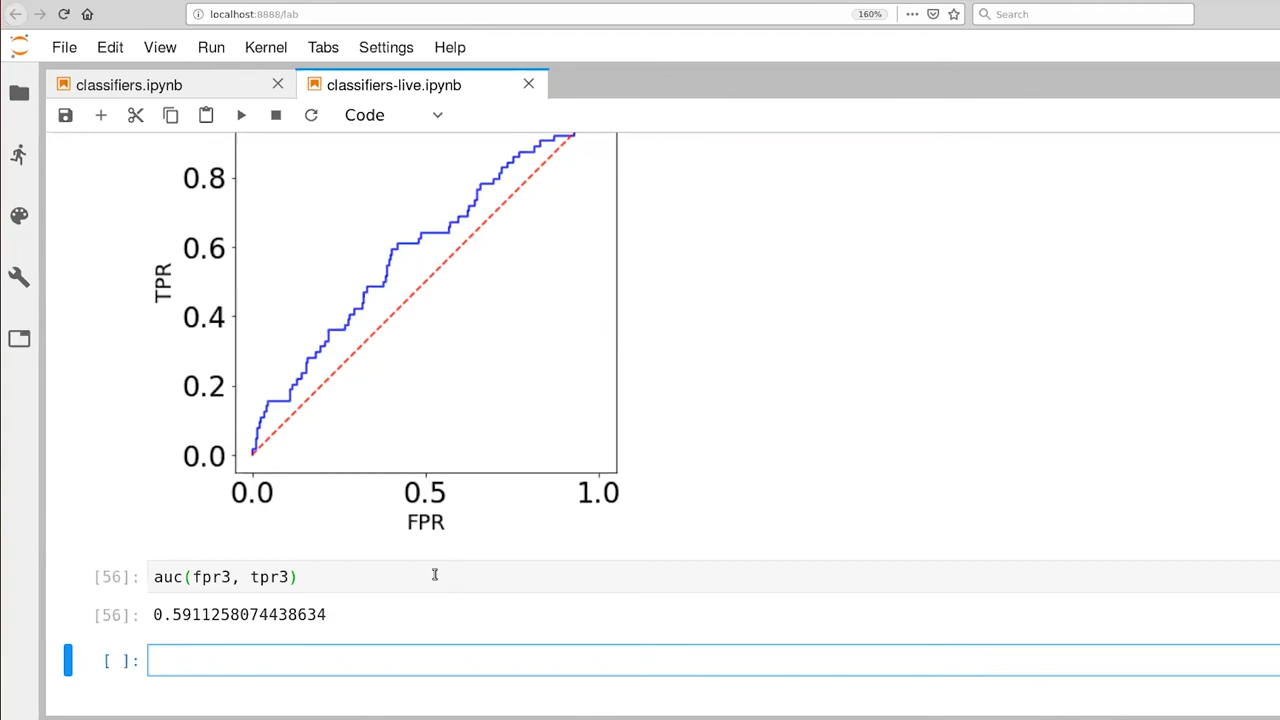 localhost:8888/lab
160%
Search
File Edit View Run Kernel Tabs Settings Help
classifiers.ipynb
classifiers-live.ipynb
Code
0.8
0.6
0.4
0.2
0.0
TPR
0.0 0.5 1.0
FPR
[56]: auc(fpr3, tpr3)
[56]: 0.5911258074438634
[ ]: